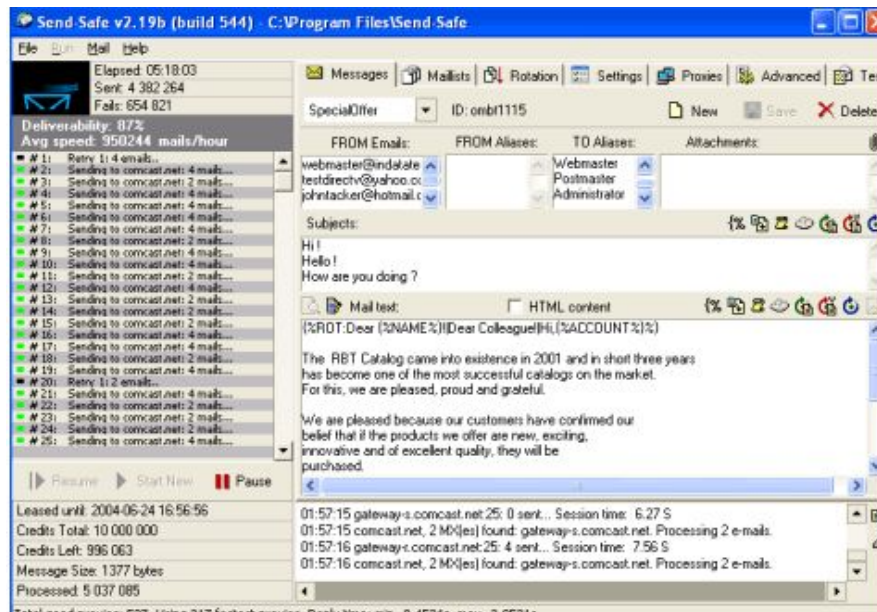 Send-Safe v2.19b (build 544) - C:\Program Files\Send-Safe
File Run Mail Help
Elapsed: 05:18:03
Sent: 4 382 264
Fails: 654 821
Deliverability: 87%
Avg speed: 950244 mails/hour
# 1: Retry 1: 4 emails...
# 2: Sending to comcast.net: 4 mails...
# 3: Sending to comcast.net: 2 mails...
# 4: Sending to comcast.net: 4 mails...
# 5: Sending to comcast.net: 4 mails...
# 6: Sending to comcast.net: 4 mails...
# 7: Sending to comcast.net: 4 mails...
# 8: Sending to comcast.net: 2 mails...
# 9: Sending to comcast.net: 4 mails...
# 10: Sending to comcast.net: 4 mails...
# 11: Sending to comcast.net: 2 mails...
# 12: Sending to comcast.net: 4 mails...
# 13: Sending to comcast.net: 2 mails...
# 14: Sending to comcast.net: 2 mails...
# 15: Sending to comcast.net: 2 mails...
# 16: Sending to comcast.net: 4 mails...
# 17: Sending to comcast.net: 4 mails...
# 18: Sending to comcast.net: 2 mails...
# 19: Sending to comcast.net: 4 mails...
# 20: Retry 1: 2 emails...
# 21: Sending to comcast.net: 4 mails...
# 22: Sending to comcast.net: 2 mails...
# 23: Sending to comcast.net: 4 mails...
# 24: Sending to comcast.net: 2 mails...
# 25: Sending to comcast.net: 4 mails...
Resume Start New Pause
Leased until: 2004-06-24 16:56:56
Credits Total: 10 000 000
Credits Left: 996 063
Message Size: 1377 bytes
Processed: 5 037 085
Messages Maillists Rotation Settings Proxies Advanced Te
SpecialOffer ID: ombt1115 New Save Delete
FROM Emails: FROM Aliases: TO Aliases: Attachments:
webmaster@indatate Webmaster
testdirectv@yahoo.cc Postmaster
johntacker@hotmail.c Administrator
Subjects:
Hi !
Hello !
How are you doing ?
Mail text: HTML content
{%ROT:Dear {%NAME%}!|Dear Colleague!|Hi,{%ACCOUNT%}%}
The RBT Catalog came into existence in 2001 and in short three years
has become one of the most successful catalogs on the market.
For this, we are pleased, proud and grateful.
We are pleased because our customers have confirmed our
belief that if the products we offer are new, exciting,
innovative and of excellent quality, they will be
purchased.
01:57:15 gateway-s.comcast.net:25: 0 sent... Session time: 6.27 S
01:57:15 comcast.net, 2 MX(es) found: gateway-s.comcast.net. Processing 2 e-mails.
01:57:16 gateway-s.comcast.net:25: 4 sent... Session time: 7.56 S
01:57:16 comcast.net, 2 MX(es) found: gateway-s.comcast.net. Processing 2 e-mails.